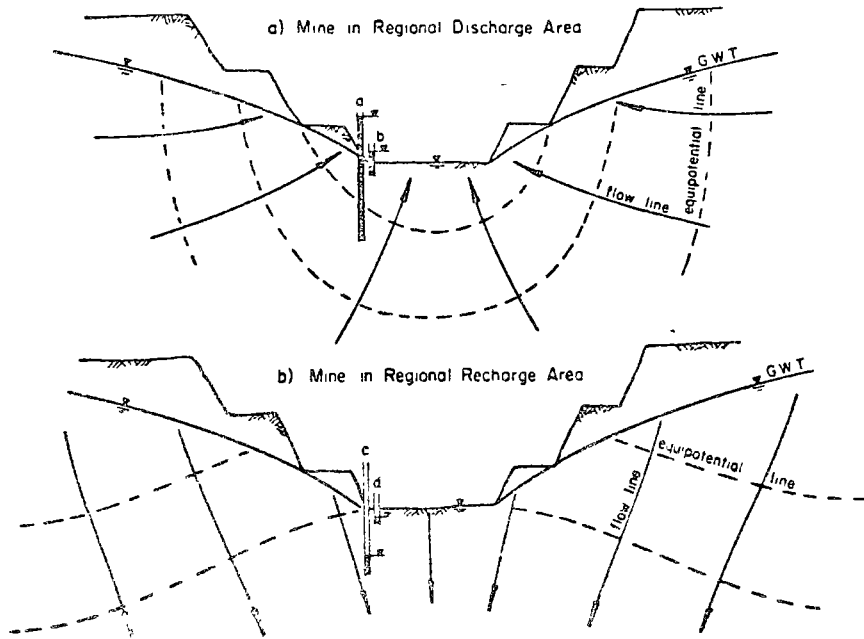 a) Mine in Regional Discharge Area
GWT
a
b
equipotential line
flow line
b) Mine in Regional Recharge Area
GWT
c
d
equipotential line
flow line